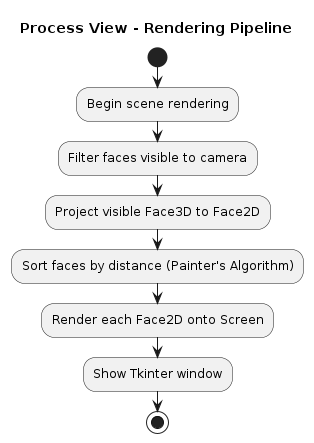 Process View - Rendering Pipeline
Begin scene rendering
Filter faces visible to camera
Project visible Face3D to Face2D
Sort faces by distance (Painter's Algorithm)
Render each Face2D onto Screen
Show Tkinter window